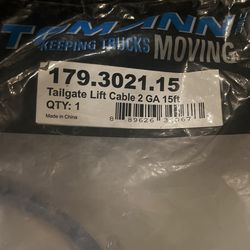 KEEPING TRUCKS MOVING
179.3021.15
Tailgate Lift Cable 2 GA 15ft
QTY: 1
Made in China